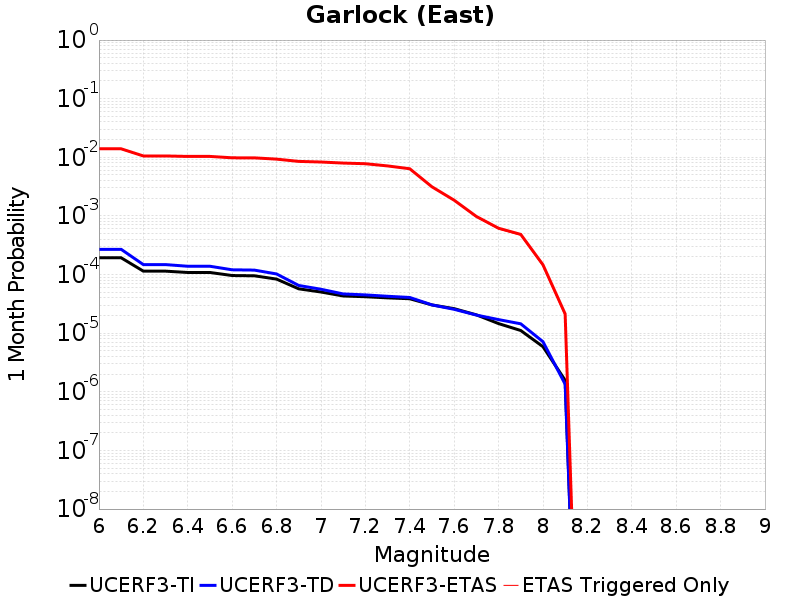 Garlock (East)
1 Month Probability
10^0
10^-1
10^-2
10^-3
10^-4
10^-5
10^-6
10^-7
10^-8
6 6.2 6.4 6.6 6.8 7 7.2 7.4 7.6 7.8 8 8.2 8.4 8.6 8.8 9
Magnitude
UCERF3-TI UCERF3-TD UCERF3-ETAS ETAS Triggered Only